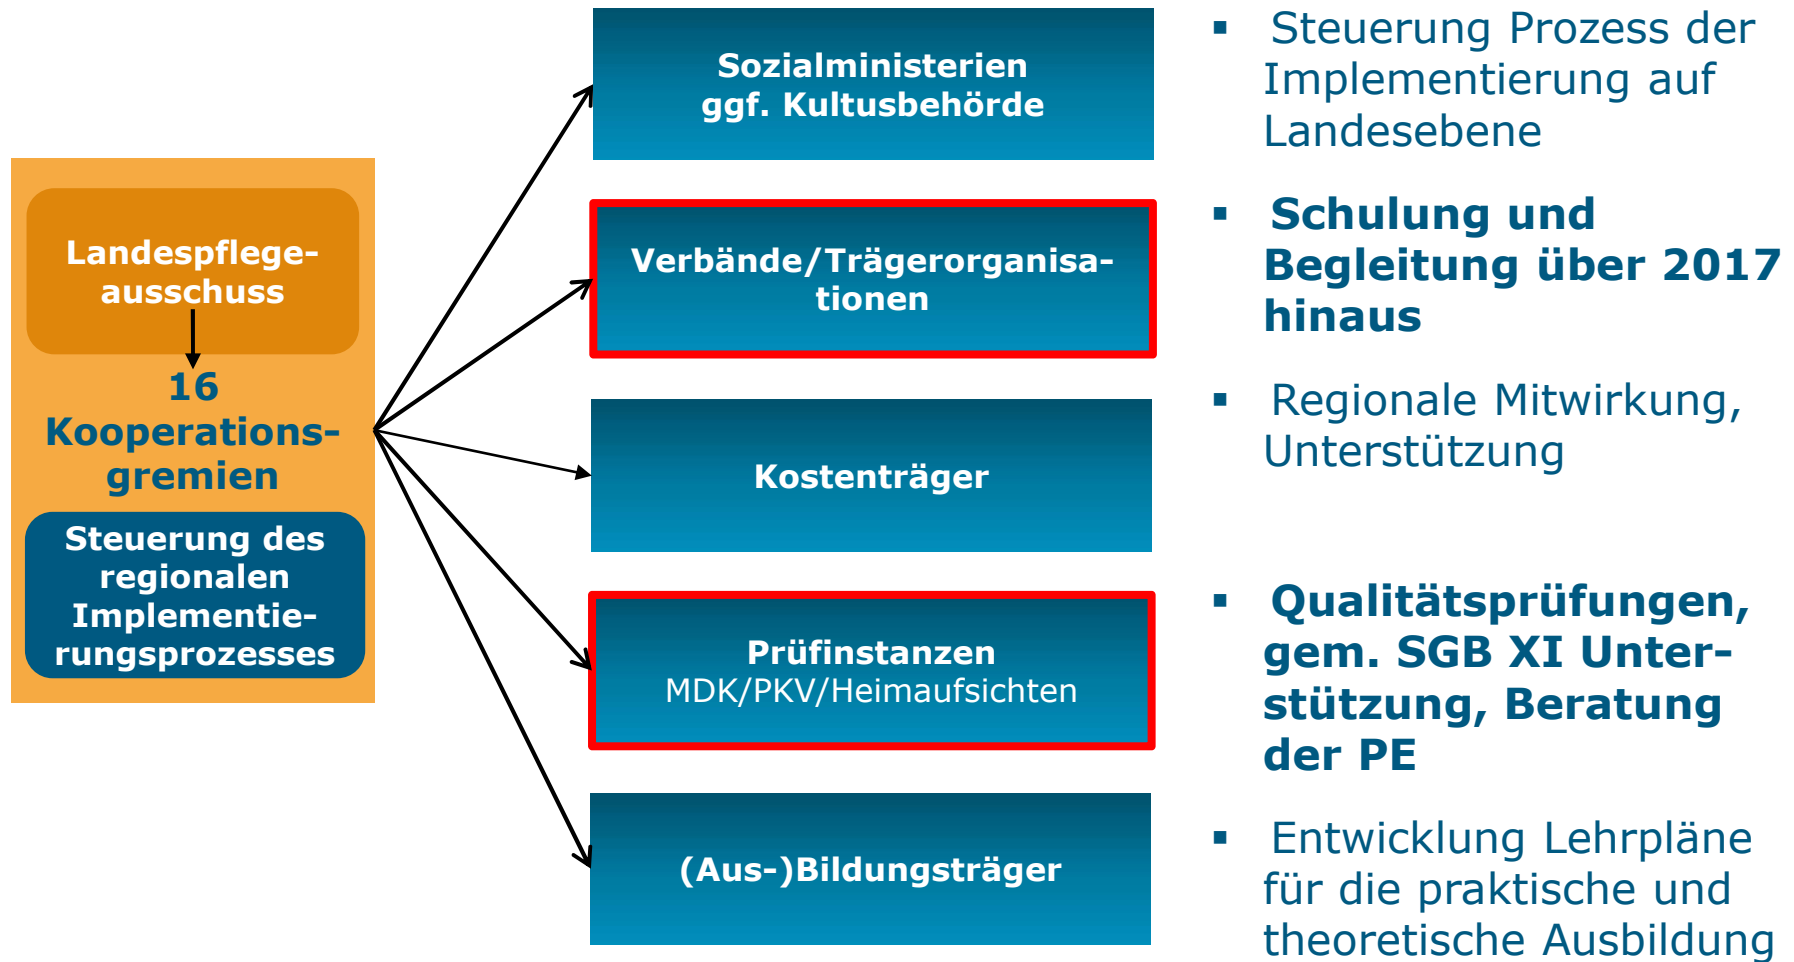 Landespflege-
ausschuss
16
Kooperations-
gremien
Steuerung des
regionalen
Implementie-
rungsprozesses
Sozialministerien
ggf. Kultusbehörde
Verbände/Trägerorganisa-
tionen
Kostenträger
Prüfinstanzen
MDK/PKV/Heimaufsichten
(Aus-)Bildungsträger
▪ Steuerung Prozess der
Implementierung auf
Landesebene
▪ Schulung und
Begleitung über 2017
hinaus
▪ Regionale Mitwirkung,
Unterstützung
▪ Qualitätsprüfungen,
gem. SGB XI Unter-
stützung, Beratung
der PE
▪ Entwicklung Lehrpläne
für die praktische und
theoretische Ausbildung